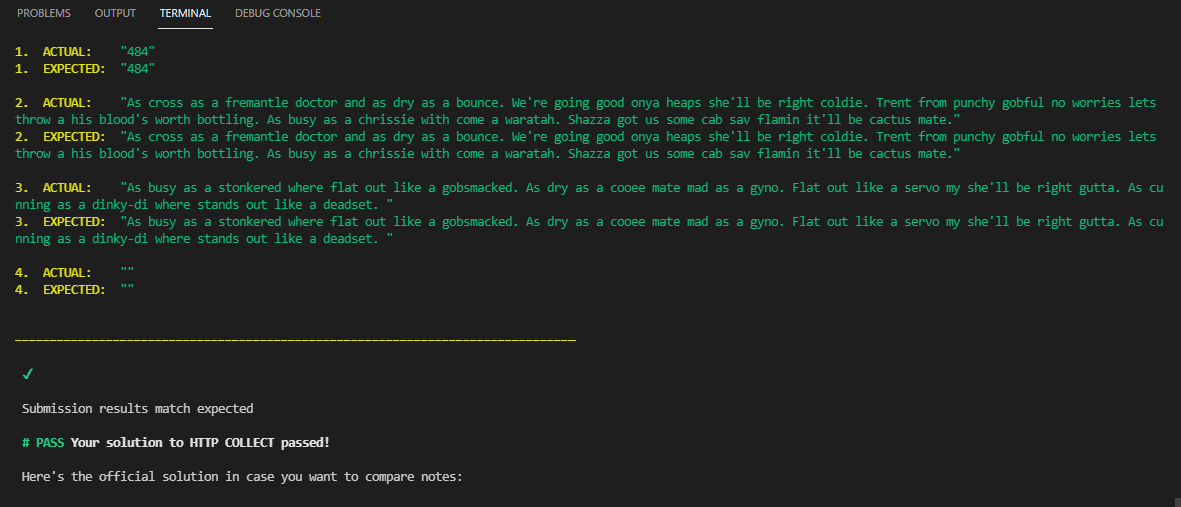 PROBLEMS OUTPUT TERMINAL DEBUG CONSOLE
1. ACTUAL: "484"
1. EXPECTED: "484"
2. ACTUAL: "As cross as a fremantle doctor and as dry as a bounce. We're going good onya heaps she'll be right coldie. Trent from punchy gobful no worries lets
throw a his blood's worth bottling. As busy as a chrissie with come a waratah. Shazza got us some cab sav flamin it'll be cactus mate."
2. EXPECTED: "As cross as a fremantle doctor and as dry as a bounce. We're going good onya heaps she'll be right coldie. Trent from punchy gobful no worries lets
throw a his blood's worth bottling. As busy as a chrissie with come a waratah. Shazza got us some cab sav flamin it'll be cactus mate."
3. ACTUAL: "As busy as a stonkered where flat out like a gobsmacked. As dry as a cooee mate mad as a gyno. Flat out like a servo my she'll be right gutta. As cu
nning as a dinky-di where stands out like a deadset. "
3. EXPECTED: "As busy as a stonkered where flat out like a gobsmacked. As dry as a cooee mate mad as a gyno. Flat out like a servo my she'll be right gutta. As cu
nning as a dinky-di where stands out like a deadset. "
4. ACTUAL: ""
4. EXPECTED: ""
________________________________________________________________________________
✓
Submission results match expected
# PASS Your solution to HTTP COLLECT passed!
Here's the official solution in case you want to compare notes: